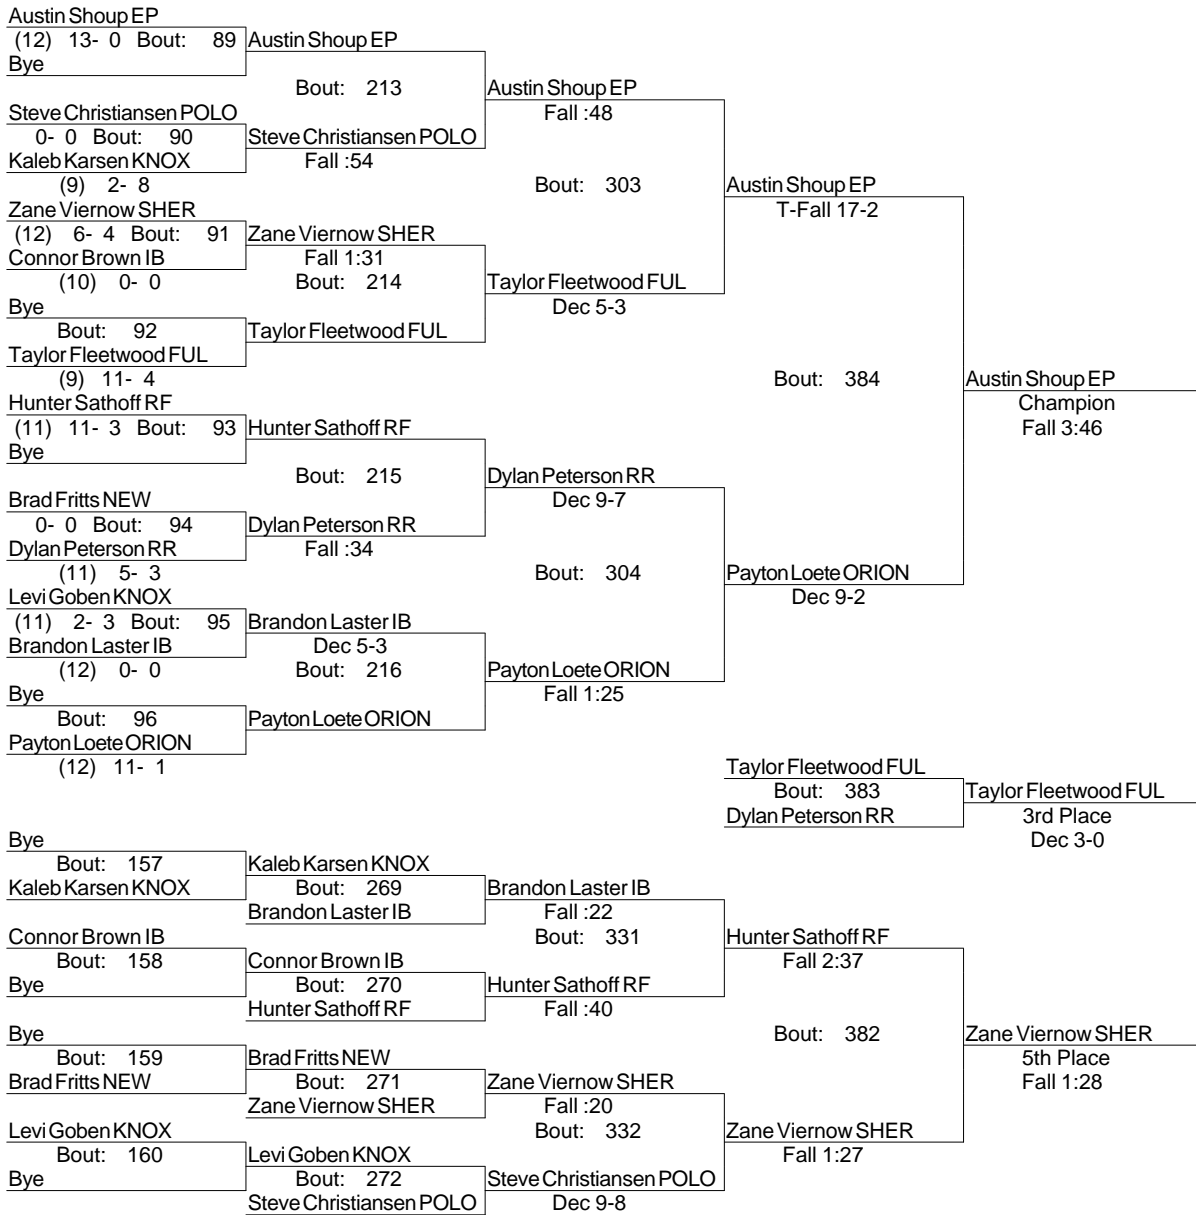 Austin Shoup EP
(12) 13- 0 Bout: 89 Austin Shoup EP
Bye
Bout: 213 Austin Shoup EP
Steve Christiansen POLO Fall :48
0- 0 Bout: 90 Steve Christiansen POLO
Kaleb Karsen KNOX Fall :54
(9) 2- 8 Bout: 303 Austin Shoup EP
Zane Viernow SHER T-Fall 17-2
(12) 6- 4 Bout: 91 Zane Viernow SHER
Connor Brown IB Fall 1:31
(10) 0- 0 Bout: 214 Taylor Fleetwood FUL
Bye Dec 5-3
Bout: 92 Taylor Fleetwood FUL
Taylor Fleetwood FUL
(9) 11- 4 Bout: 384 Austin Shoup EP
Hunter Sathoff RF Champion
(11) 11- 3 Bout: 93 Hunter Sathoff RF Fall 3:46
Bye
Bout: 215 Dylan Peterson RR
Brad Fritts NEW Dec 9-7
0- 0 Bout: 94 Dylan Peterson RR
Dylan Peterson RR Fall :34
(11) 5- 3 Bout: 304 Payton Loete ORION
Levi Goben KNOX Dec 9-2
(11) 2- 3 Bout: 95 Brandon Laster IB
Brandon Laster IB Dec 5-3
(12) 0- 0 Bout: 216 Payton Loete ORION
Bye Fall 1:25
Bout: 96 Payton Loete ORION
Payton Loete ORION
(12) 11- 1 Taylor Fleetwood FUL
Bout: 383 Taylor Fleetwood FUL
Dylan Peterson RR 3rd Place
Bye Dec 3-0
Bout: 157 Kaleb Karsen KNOX
Kaleb Karsen KNOX Bout: 269 Brandon Laster IB
Brandon Laster IB Fall :22
Connor Brown IB Bout: 331 Hunter Sathoff RF
Bout: 158 Connor Brown IB Fall 2:37
Bye Bout: 270 Hunter Sathoff RF
Hunter Sathoff RF Fall :40
Bye Bout: 382 Zane Viernow SHER
Bout: 159 Brad Fritts NEW 5th Place
Brad Fritts NEW Bout: 271 Zane Viernow SHER Fall 1:28
Zane Viernow SHER Fall :20
Levi Goben KNOX Bout: 332 Zane Viernow SHER
Bout: 160 Levi Goben KNOX Fall 1:27
Bye Bout: 272 Steve Christiansen POLO
Steve Christiansen POLO Dec 9-8